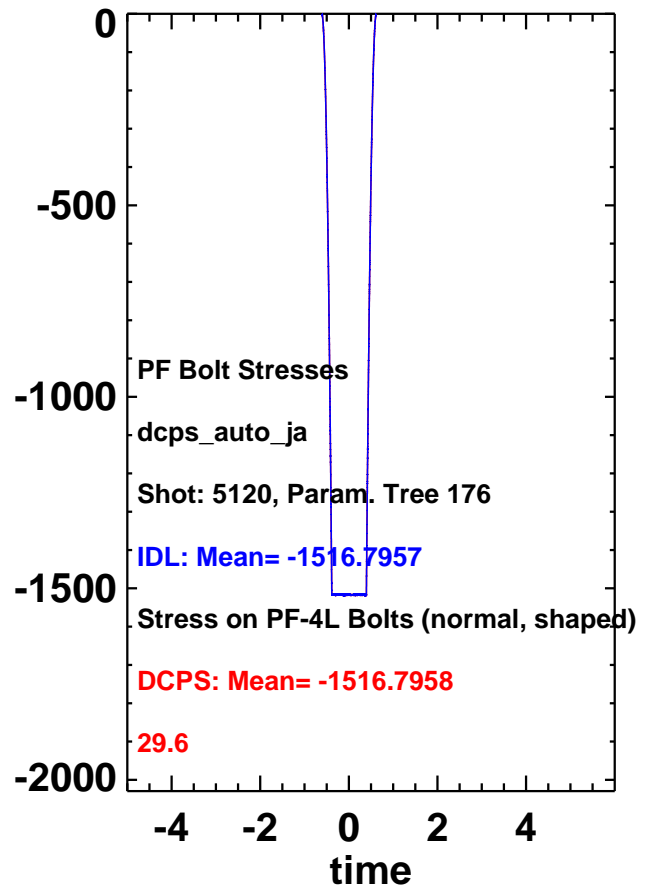 0
-500
-1000
PF Bolt Stresses
dcps_auto_ja
Shot: 5120, Param. Tree 176
IDL: Mean= -1516.7957
-1500
Stress on PF-4L Bolts (normal, shaped)
DCPS: Mean= -1516.7958
29.6
-2000
-4 -2 0 2 4
time